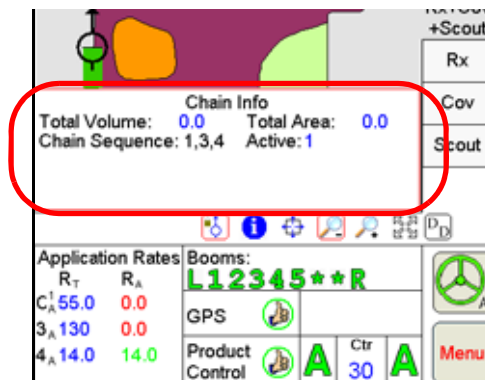 +Scout
Rx
Cov
Scout
Chain Info
Total Volume: 0.0 Total Area: 0.0
Chain Sequence: 1,3,4 Active: 1
i
D D
Application Rates
RT RA
C1A 55.0 0.0
3A 130 0.0
4A 14.0 14.0
Booms:
L12345**R
GPS
Product Control
A
Ctr
30
A
A
Menu